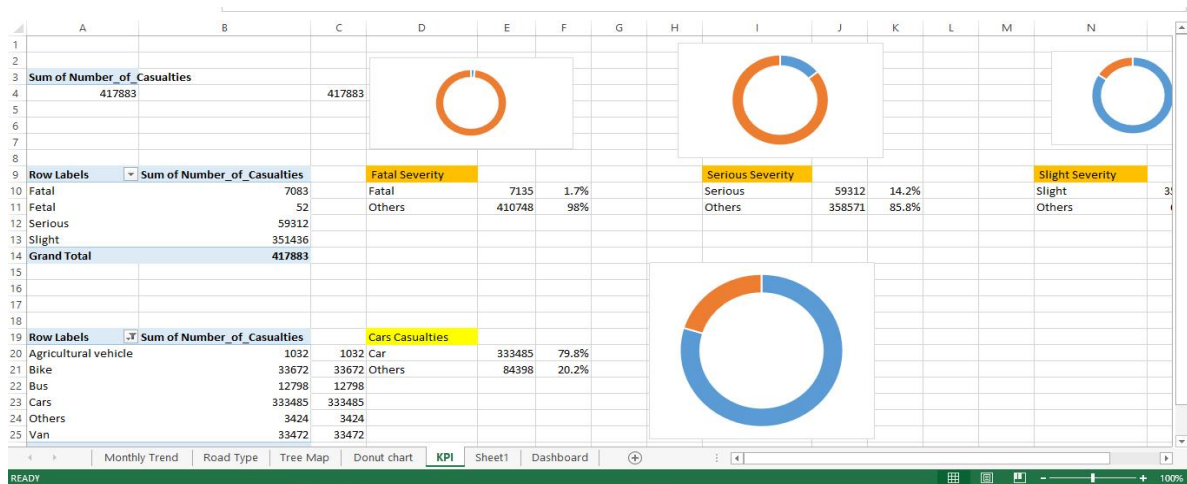 A B C D E F G H I J K L M N
1
2
3 Sum of Number_of_Casualties
4 417883 417883
5
6
7
8
9 Row Labels Sum of Number_of_Casualties Fatal Severity Serious Severity Slight Severity
10 Fatal 7083 Fatal 7135 1.7% Serious 59312 14.2% Slight
11 Fetal 52 Others 410748 98% Others 358571 85.8% Others
12 Serious 59312
13 Slight 351436
14 Grand Total 417883
15
16
17
18
19 Row Labels Sum of Number_of_Casualties Cars Casualties
20 Agricultural vehicle 1032 1032 Car 333485 79.8%
21 Bike 33672 33672 Others 84398 20.2%
22 Bus 12798 12798
23 Cars 333485 333485
24 Others 3424 3424
25 Van 33472 33472
Monthly Trend Road Type Tree Map Donut chart KPI Sheet1 Dashboard
READY 100%